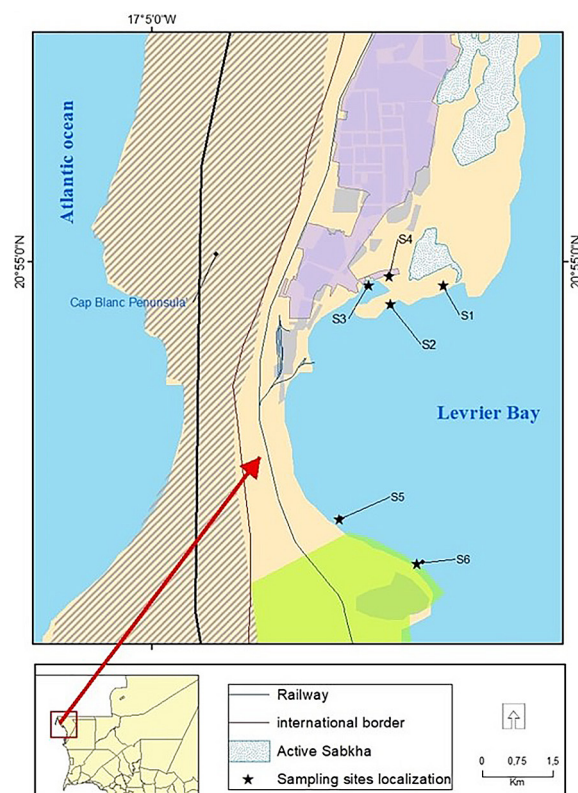 17°5'0"W
Atlantic ocean
20°55'0"N
20°55'0"N
Cap Blanc Penunsula
S4
S3
S1
S2
Levrier Bay
S5
S6
Railway
international border
Active Sabkha
Sampling sites localization
0 0,75 1,5
Km